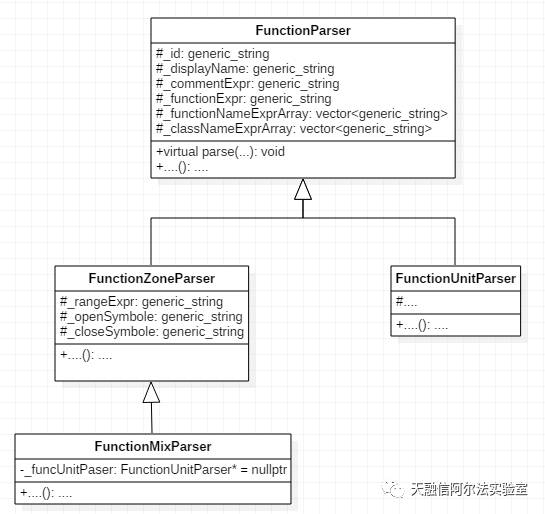 FunctionParser
#_id: generic_string
#_displayName: generic_string
#_commentExpr: generic_string
#_functionExpr: generic_string
#_functionNameExprArray: vector<generic_string>
#_classNameExprArray: vector<generic_string>
+virtual parse(...): void
+....(): ....
FunctionZoneParser
#_rangeExpr: generic_string
#_openSymbole: generic_string
#_closeSymbole: generic_string
+....(): ....
FunctionUnitParser
#....
+....(): ....
FunctionMixParser
-_funcUnitPaser: FunctionUnitParser* = nullptr
+....(): ....
天融信阿尔法实验室